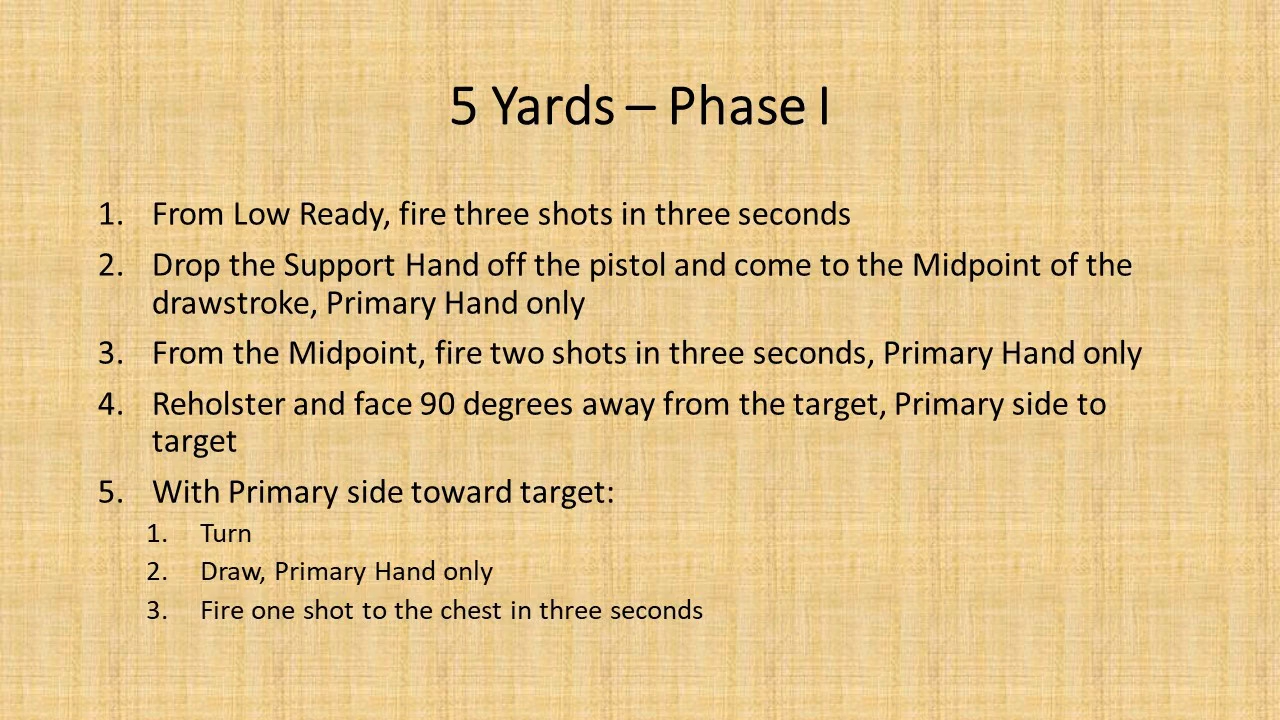 5 Yards – Phase I
1. From Low Ready, fire three shots in three seconds
2. Drop the Support Hand off the pistol and come to the Midpoint of the
drawstroke, Primary Hand only
3. From the Midpoint, fire two shots in three seconds, Primary Hand only
4. Reholster and face 90 degrees away from the target, Primary side to
target
5. With Primary side toward target:
1. Turn
2. Draw, Primary Hand only
3. Fire one shot to the chest in three seconds